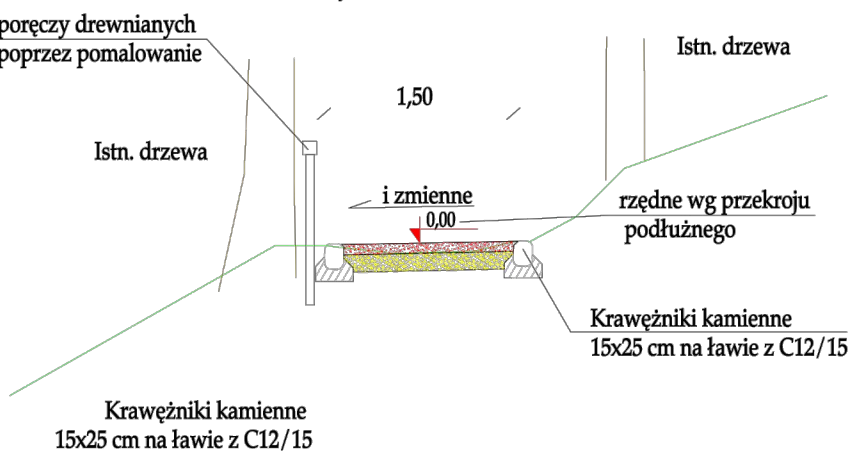 poręczy drewnianych
poprzez pomalowanie
Istn. drzewa
1,50
Istn. drzewa
i zmienne
0,00
rzędne wg przekroju
podłużnego
Krawężniki kamienne
15x25 cm na ławie z C12/15
Krawężniki kamienne
15x25 cm na ławie z C12/15